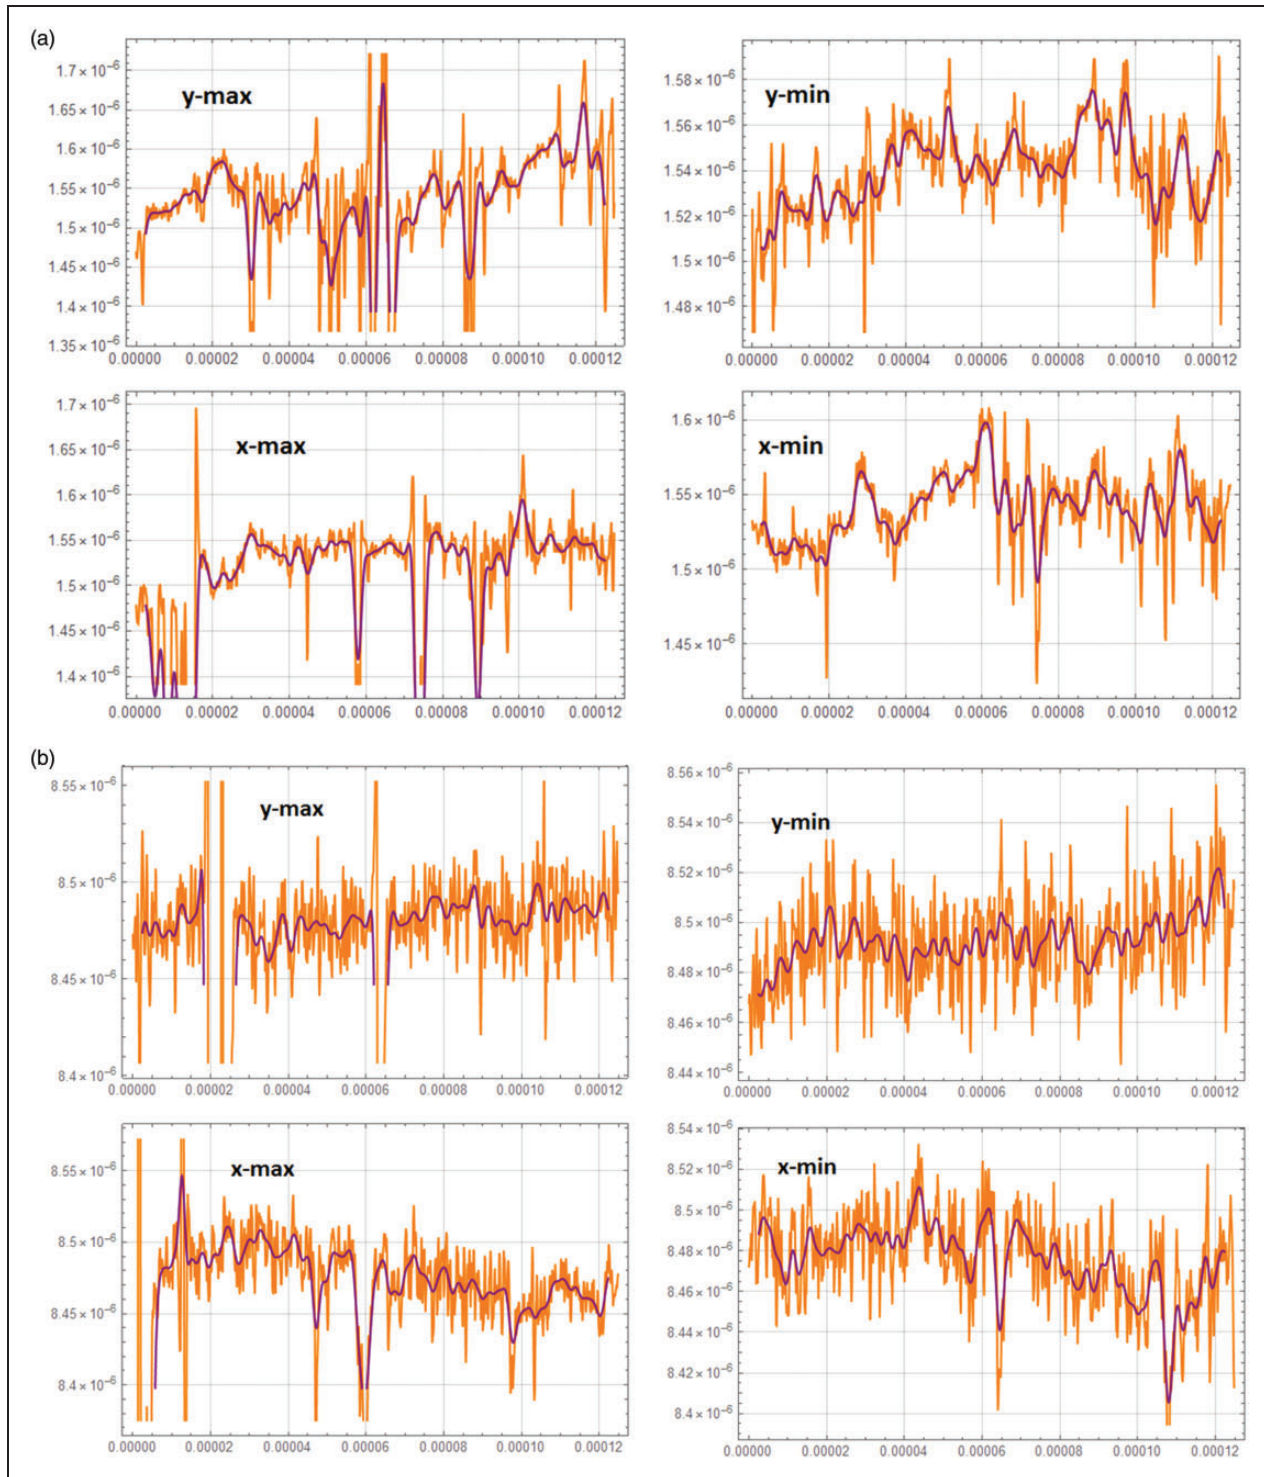 (a)
y-max
1.7 × 10⁻⁶
1.65 × 10⁻⁶
1.6 × 10⁻⁶
1.55 × 10⁻⁶
1.5 × 10⁻⁶
1.45 × 10⁻⁶
1.4 × 10⁻⁶
1.35 × 10⁻⁶
0.00000 0.00002 0.00004 0.00006 0.00008 0.00010 0.00012
y-min
1.58 × 10⁻⁶
1.56 × 10⁻⁶
1.54 × 10⁻⁶
1.52 × 10⁻⁶
1.5 × 10⁻⁶
1.48 × 10⁻⁶
0.00000 0.00002 0.00004 0.00006 0.00008 0.00010 0.00012
x-max
1.7 × 10⁻⁶
1.65 × 10⁻⁶
1.6 × 10⁻⁶
1.55 × 10⁻⁶
1.5 × 10⁻⁶
1.45 × 10⁻⁶
1.4 × 10⁻⁶
0.00000 0.00002 0.00004 0.00006 0.00008 0.00010 0.00012
x-min
1.6 × 10⁻⁶
1.55 × 10⁻⁶
1.5 × 10⁻⁶
1.45 × 10⁻⁶
0.00000 0.00002 0.00004 0.00006 0.00008 0.00010 0.00012
(b)
y-max
8.55 × 10⁻⁶
8.5 × 10⁻⁶
8.45 × 10⁻⁶
8.4 × 10⁻⁶
0.00000 0.00002 0.00004 0.00006 0.00008 0.00010 0.00012
y-min
8.56 × 10⁻⁶
8.54 × 10⁻⁶
8.52 × 10⁻⁶
8.5 × 10⁻⁶
8.48 × 10⁻⁶
8.46 × 10⁻⁶
8.44 × 10⁻⁶
0.00000 0.00002 0.00004 0.00006 0.00008 0.00010 0.00012
x-max
8.55 × 10⁻⁶
8.5 × 10⁻⁶
8.45 × 10⁻⁶
8.4 × 10⁻⁶
0.00000 0.00002 0.00004 0.00006 0.00008 0.00010 0.00012
x-min
8.54 × 10⁻⁶
8.52 × 10⁻⁶
8.5 × 10⁻⁶
8.48 × 10⁻⁶
8.46 × 10⁻⁶
8.44 × 10⁻⁶
8.42 × 10⁻⁶
8.4 × 10⁻⁶
0.00000 0.00002 0.00004 0.00006 0.00008 0.00010 0.00012